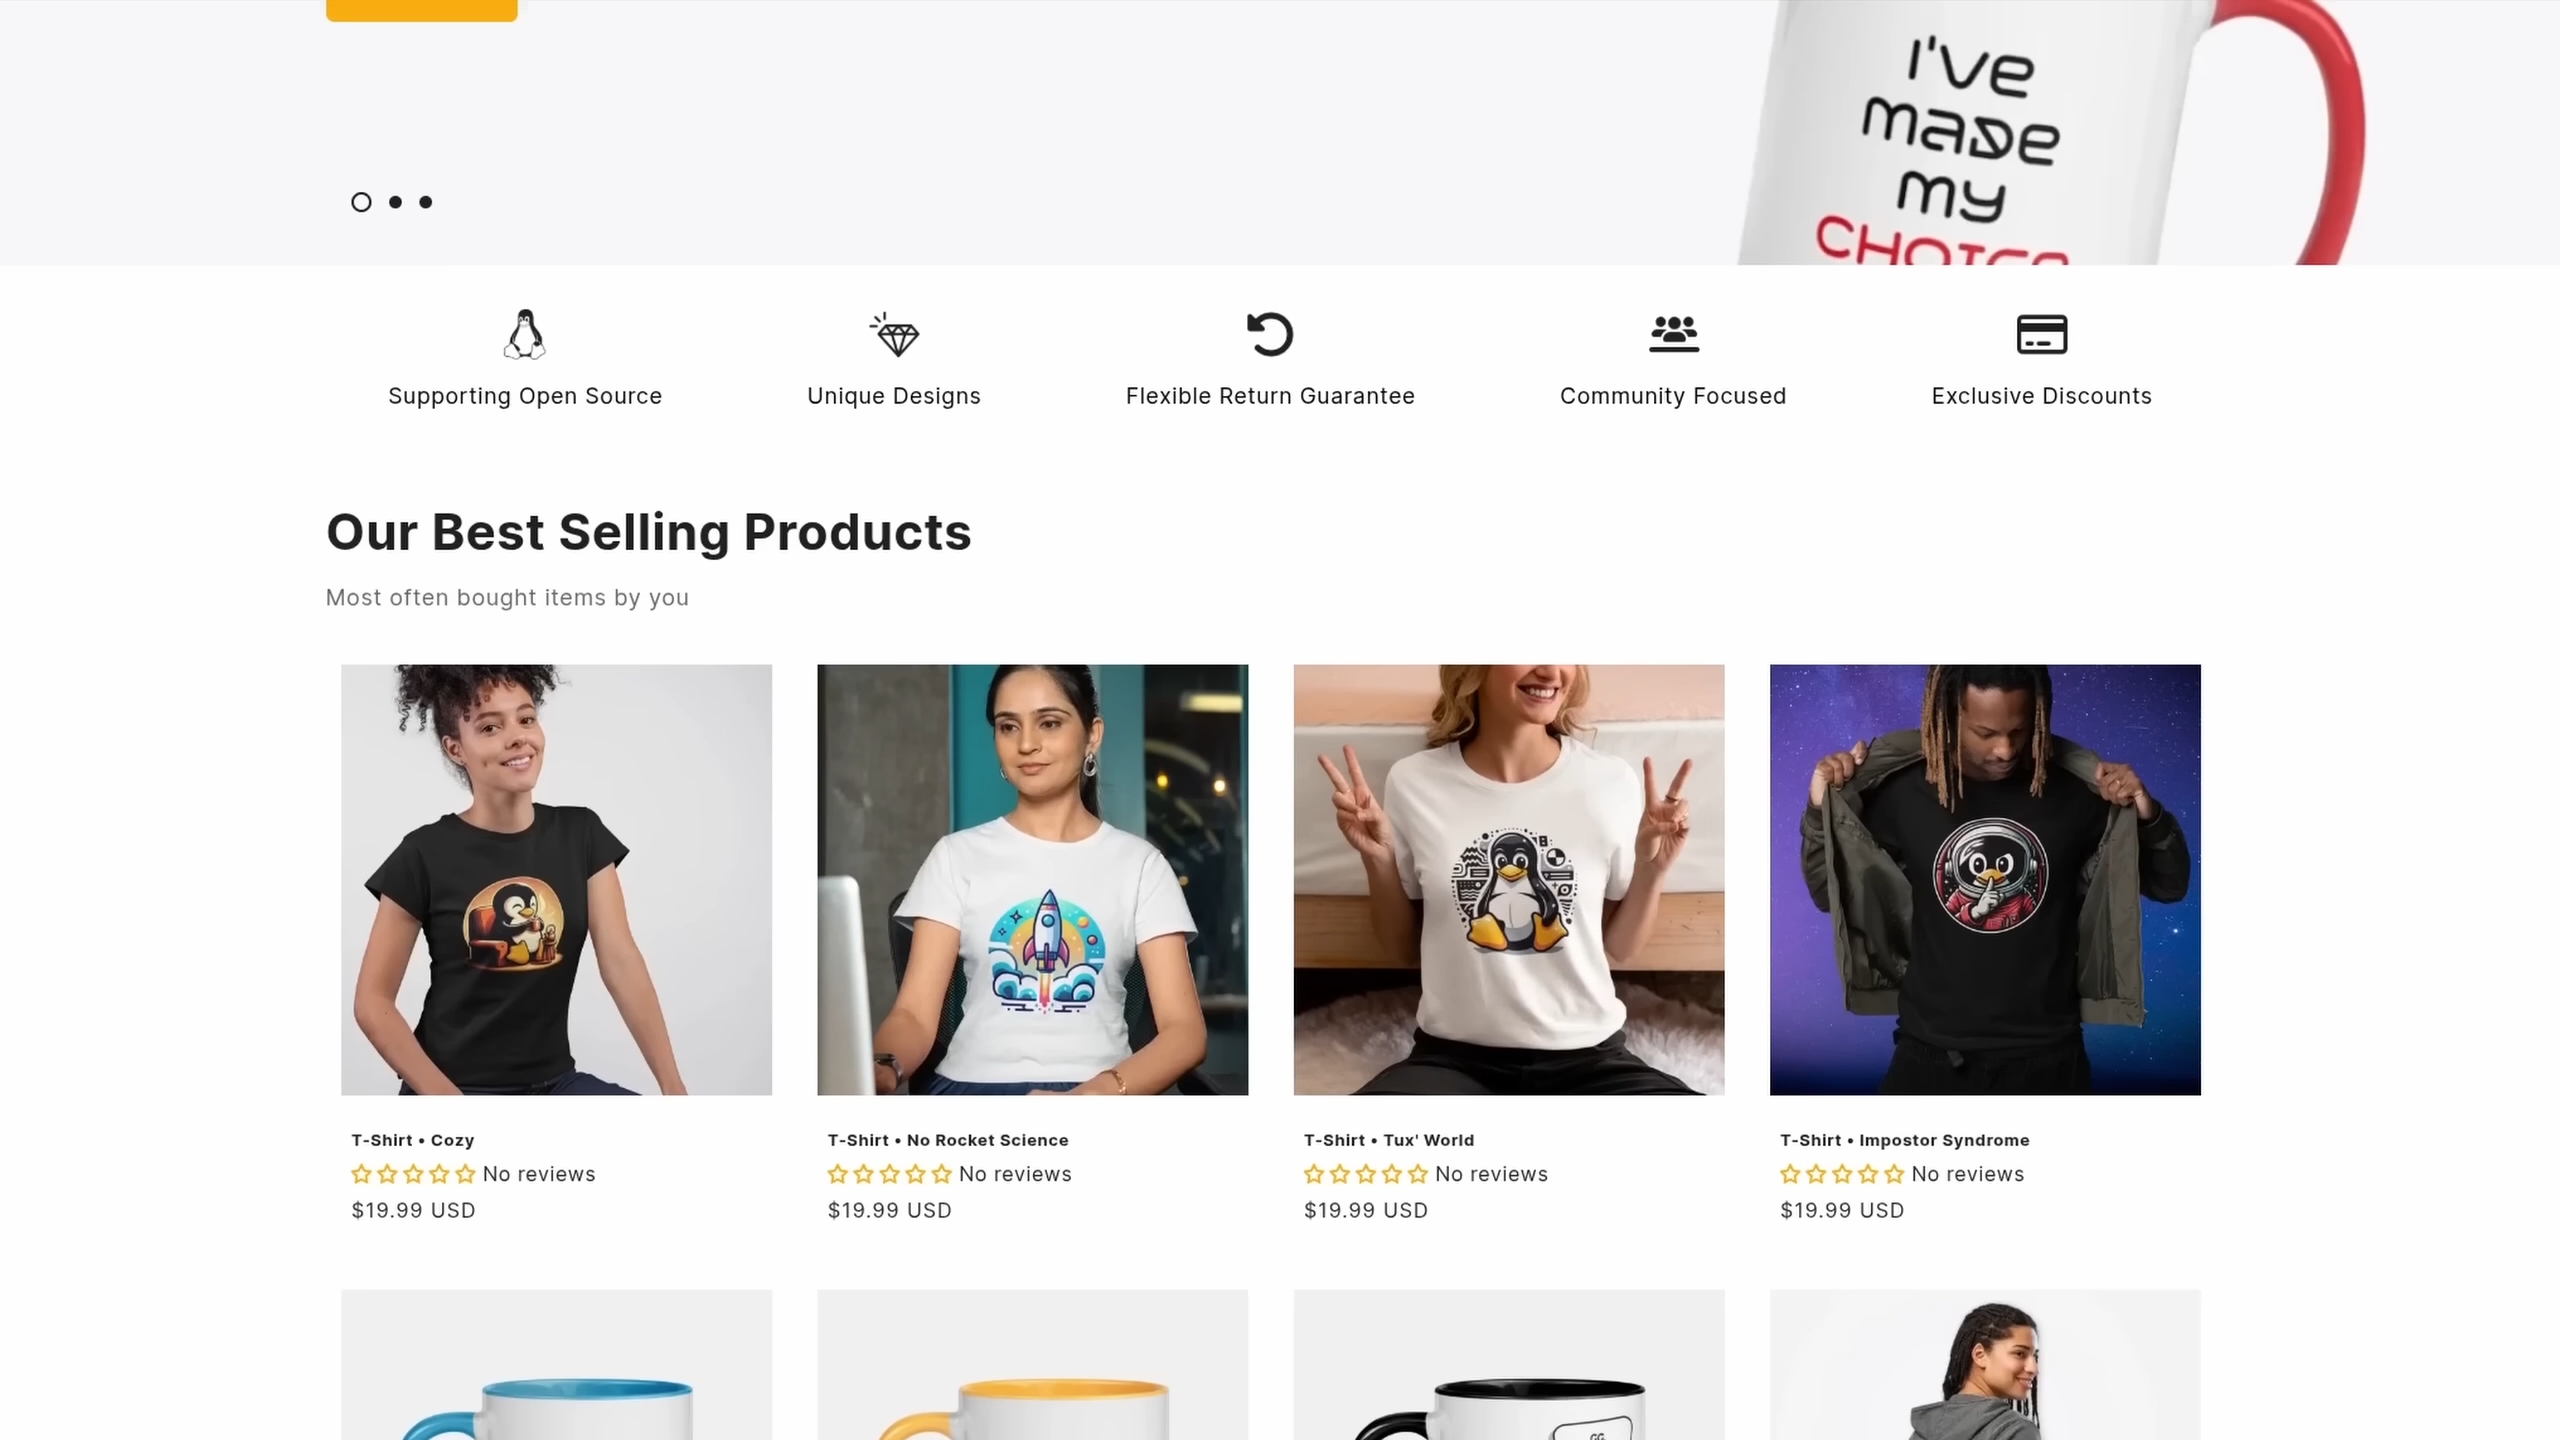 I've
made
my
CHOICE
Supporting Open Source
Unique Designs
Flexible Return Guarantee
Community Focused
Exclusive Discounts
Our Best Selling Products
Most often bought items by you
T-Shirt • Cozy
No reviews
$19.99 USD
T-Shirt • No Rocket Science
No reviews
$19.99 USD
T-Shirt • Tux' World
No reviews
$19.99 USD
T-Shirt • Impostor Syndrome
No reviews
$19.99 USD